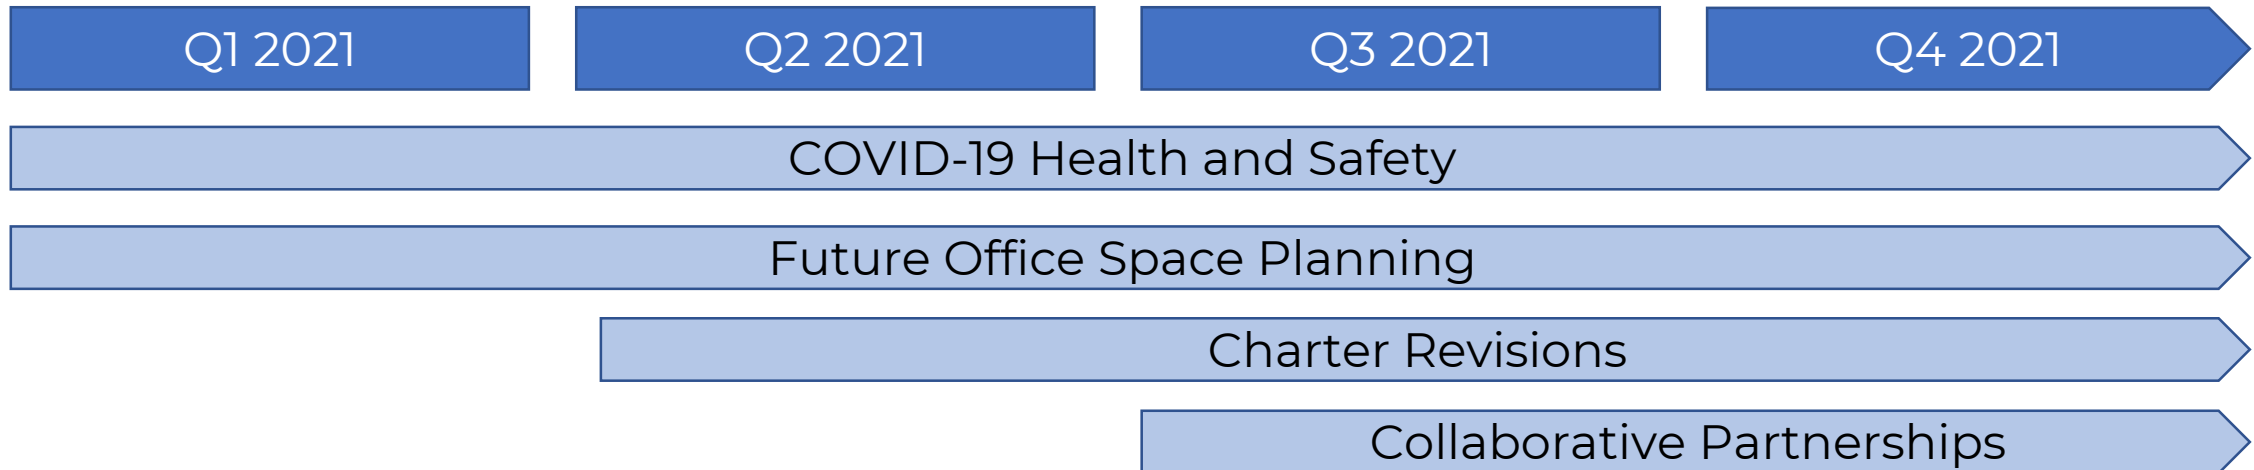 Q1 2021
Q2 2021
Q3 2021
Q4 2021
COVID-19 Health and Safety
Future Office Space Planning
Charter Revisions
Collaborative Partnerships